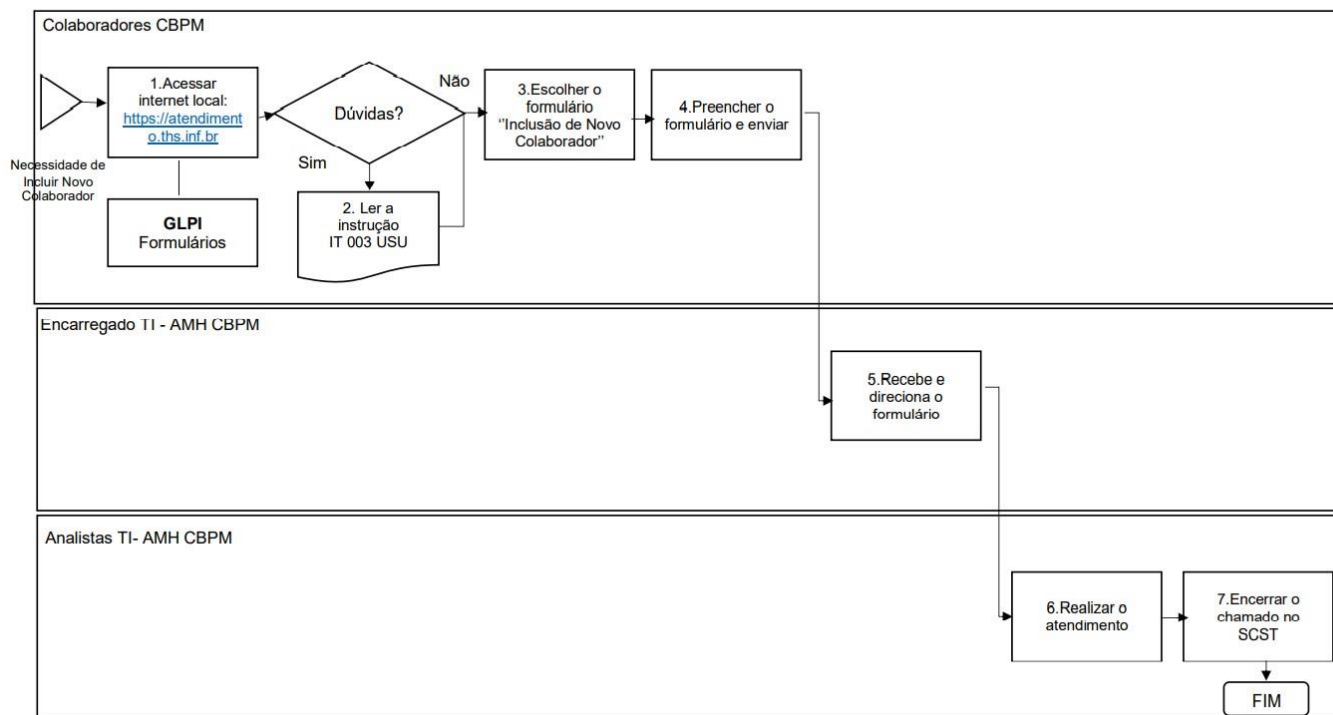 Colaboradores CBPM
Necessidade de
Incluir Novo
Colaborador
1.Acessar
internet local:
https://atendiment
o.ths.inf.br
GLPI
Formulários
Dúvidas?
Não
Sim
2. Ler a
instrução
IT 003 USU
3.Escolher o
formulário
‘‘Inclusão de Novo
Colaborador’’
4.Preencher o
formulário e enviar
Encarregado TI - AMH CBPM
5.Recebe e
direciona o
formulário
Analistas TI- AMH CBPM
6.Realizar o
atendimento
7.Encerrar o
chamado no
SCST
FIM